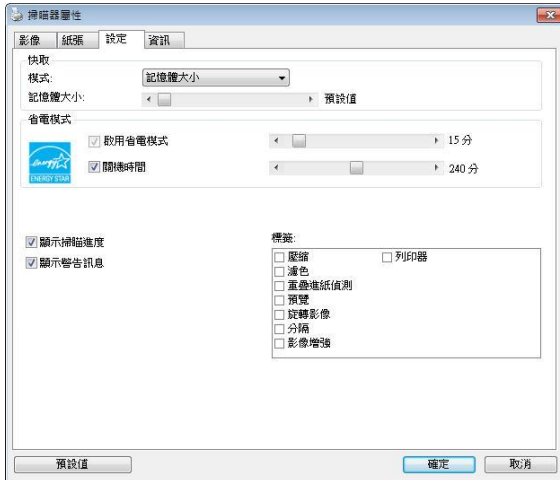 掃瞄器屬性
影像 紙張 設定 資訊
快取
模式: 記憶體大小
記憶體大小: 預設值
省電模式
啟用省電模式 15 分
關機時間 240 分
ENERGY STAR
顯示掃瞄進度
顯示警告訊息
標籤:
壓縮 列印器
濾色
重疊進紙偵測
預覽
旋轉影像
分隔
影像增強
預設值 確定 取消